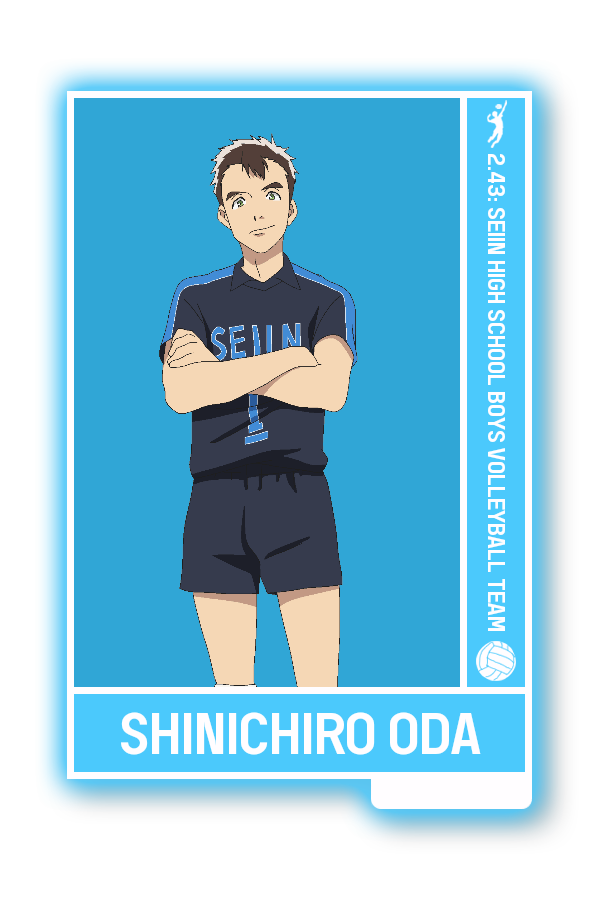 SEIIN
1
2.43: SEIIN HIGH SCHOOL BOYS VOLLEYBALL TEAM
SHINICHIRO ODA